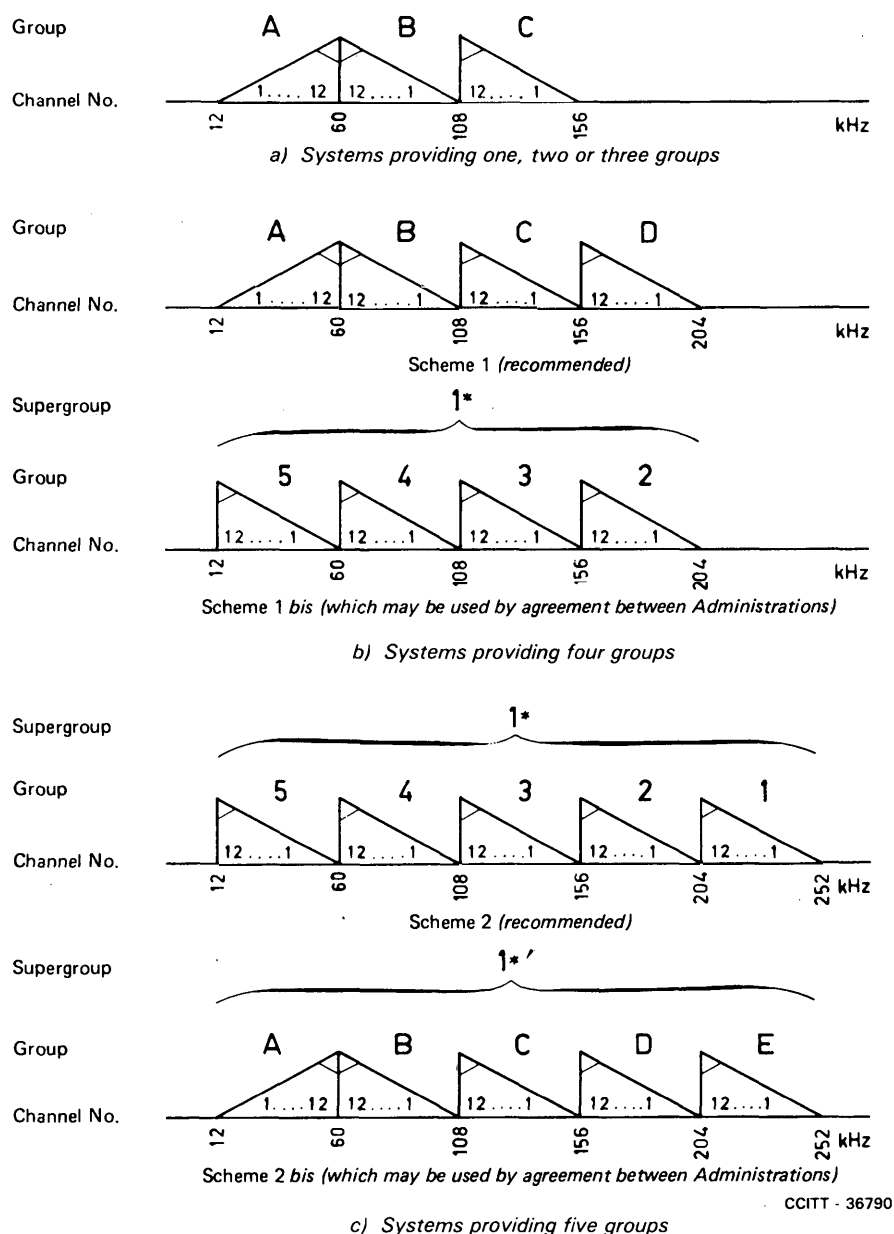 Group A B C
Channel No. 1....12 12....1 12....1
12 60 108 156 kHz
a) Systems providing one, two or three groups
Group A B C D
Channel No. 1....12 12....1 12....1 12....1
12 60 108 156 204
Scheme 1 (recommended)
Supergroup 1*
Group 5 4 3 2
Channel No. 12....1 12....1 12....1 12....1
12 60 108 156 204 kHz
Scheme 1 bis (which may be used by agreement between Administrations)
b) Systems providing four groups
Supergroup 1*
Group 5 4 3 2 1
Channel No. 12....1 12....1 12....1 12....1 12....1
12 60 108 156 204 252 kHz
Scheme 2 (recommended)
Supergroup 1*′
Group A B C D E
Channel No. 1....12 12....1 12....1 12....1 12....1
12 60 108 156 204 252 kHz
Scheme 2 bis (which may be used by agreement between Administrations)
CCITT - 36790
c) Systems providing five groups